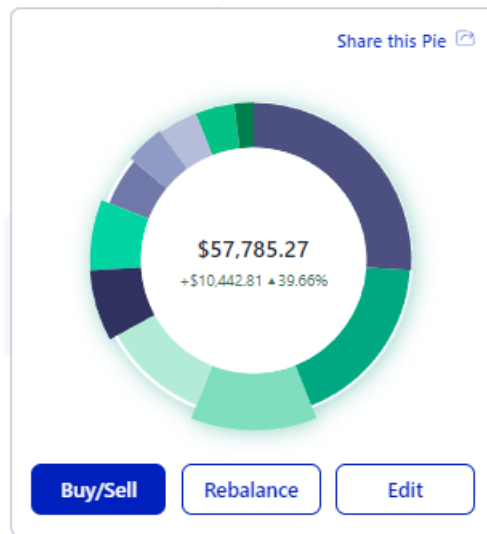 Share this Pie
$57,785.27
+$10,442.81 ▲ 39.66%
Buy/Sell Rebalance Edit